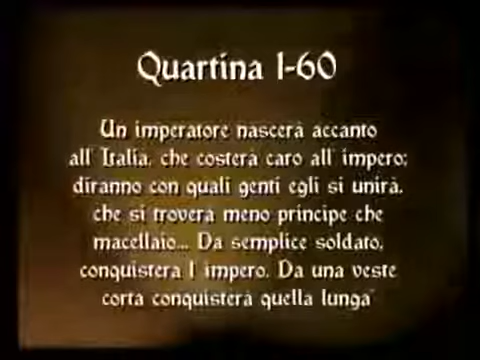 Quartina 1-60
Un imperatore nascerà accanto
all' Italia, che costerà caro all' impero;
diranno con quali genti egli si unirà,
che si troverà meno principe che
macellaio... Da semplice soldato,
conquisterà l' impero. Da una veste
corta conquisterà quella lunga"